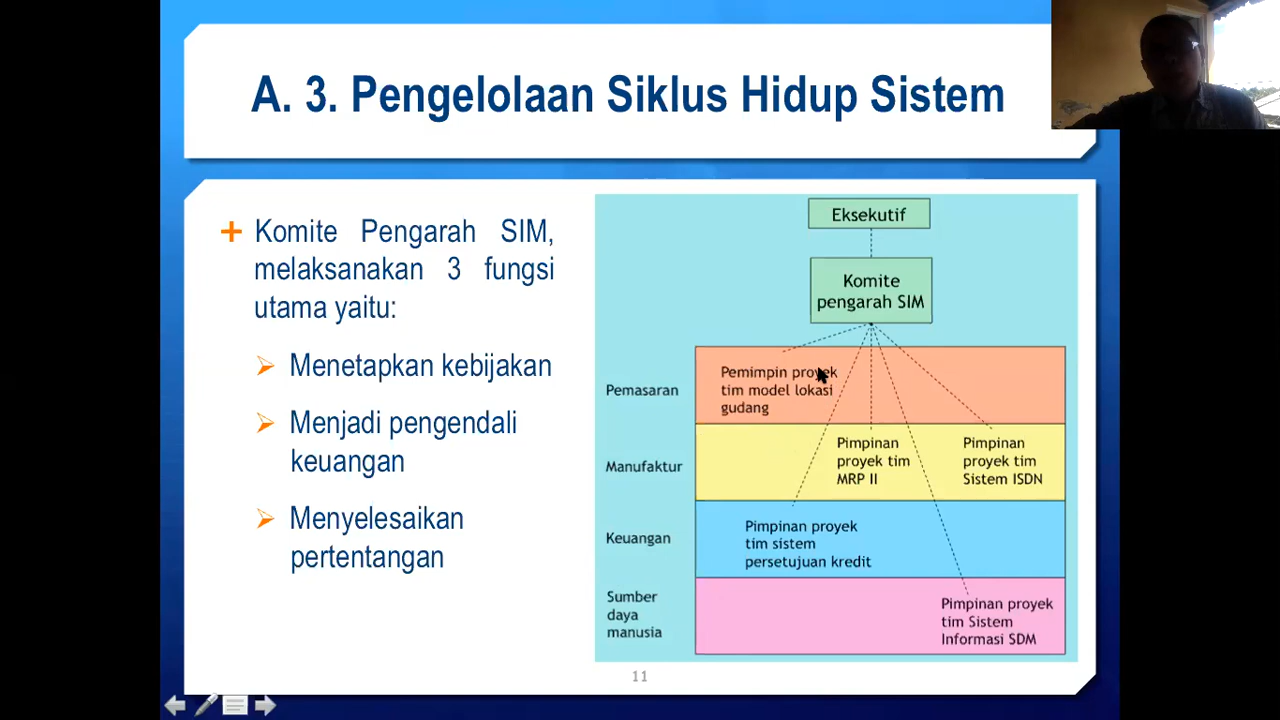 A. 3. Pengelolaan Siklus Hidup Sistem
Komite Pengarah SIM,
melaksanakan 3 fungsi
utama yaitu:
Menetapkan kebijakan
Menjadi pengendali
keuangan
Menyelesaikan
pertentangan
Eksekutif
Komite
pengarah SIM
Pemasaran
Pemimpin proyek
tim model lokasi
gudang
Manufaktur
Pimpinan
proyek tim
MRP II
Pimpinan
proyek tim
Sistem ISDN
Keuangan
Pimpinan proyek
tim sistem
persetujuan kredit
Sumber
daya
manusia
Pimpinan proyek
tim Sistem
Informasi SDM
11